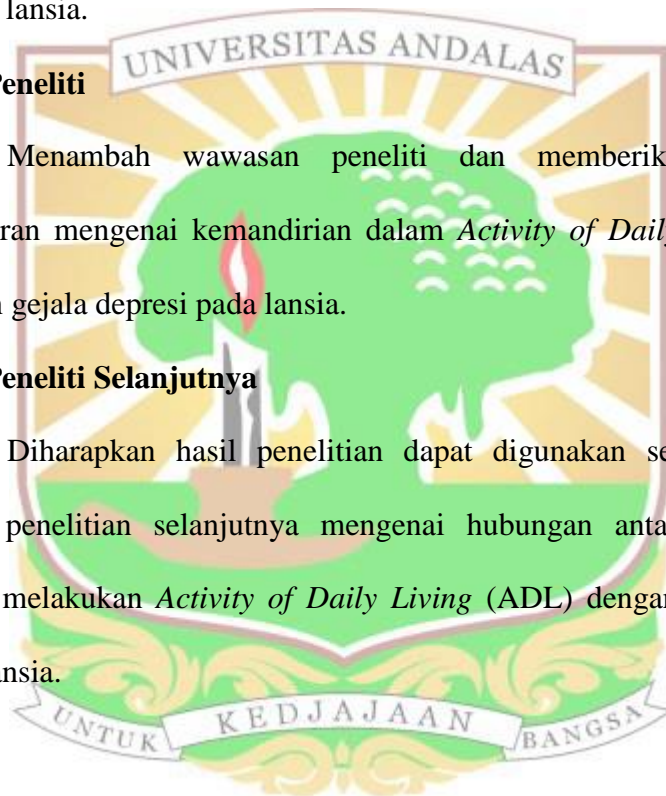 lansia.
UNIVERSITAS ANDALAS
Peneliti
Menambah wawasan peneliti dan memberik
ran mengenai kemandirian dalam Activity of Daily
gejala depresi pada lansia.
Peneliti Selanjutnya
Diharapkan hasil penelitian dapat digunakan se
penelitian selanjutnya mengenai hubungan anta
melakukan Activity of Daily Living (ADL) dengan
ansia.
UNTUK KEDJAJAAN BANGSA